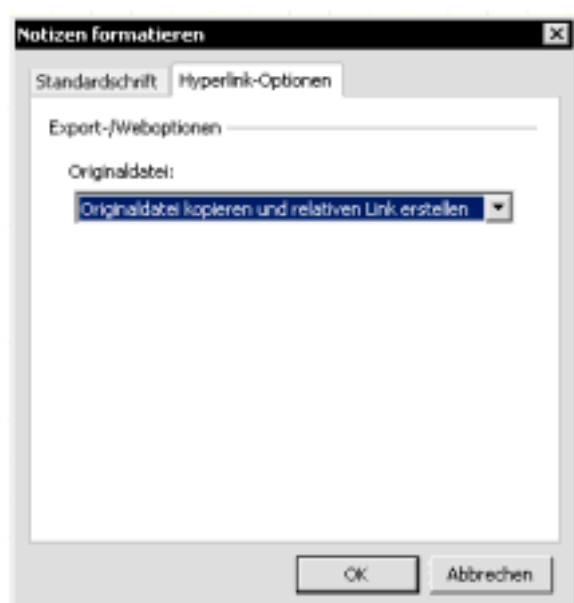 Notizen formatieren
Standardschrift Hyperlink-Optionen
Export-/Weboptionen
Originaldatei:
Originaldatei kopieren und relativen Link erstellen
OK Abbrechen